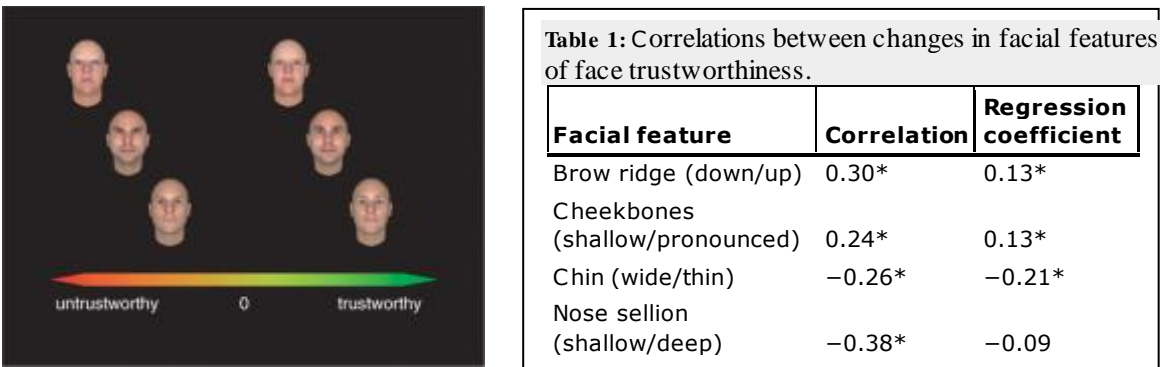 untrustworthy 0 trustworthy
Table 1: Correlations between changes in facial features
of face trustworthiness.
Facial feature Correlation Regression coefficient
Brow ridge (down/up) 0.30* 0.13*
Cheekbones
(shallow/pronounced) 0.24* 0.13*
Chin (wide/thin) −0.26* −0.21*
Nose sellion
(shallow/deep) −0.38* −0.09